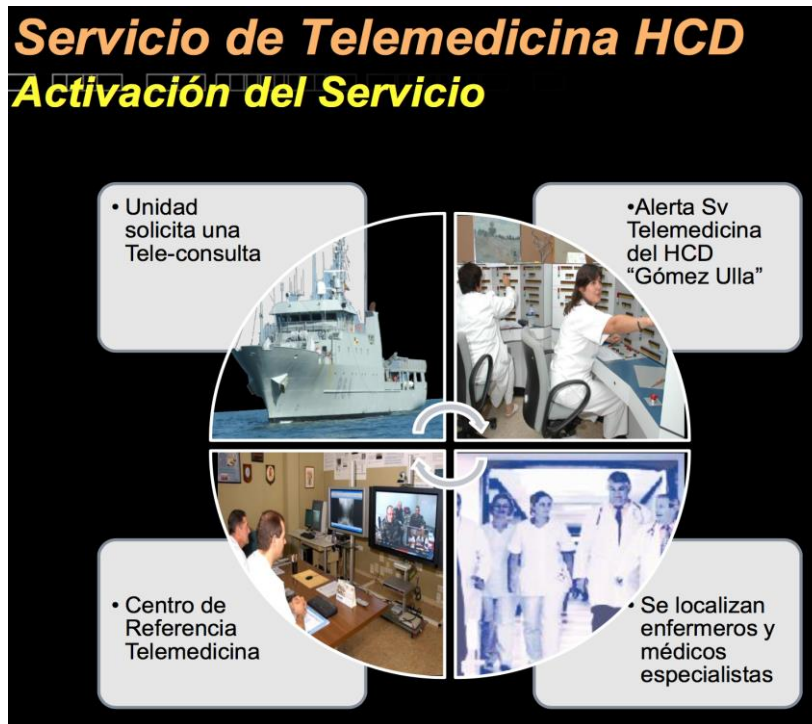 Servicio de Telemedicina HCD
Activación del Servicio
• Unidad
solicita una
Tele-consulta
•Alerta Sv
Telemedicina
del HCD
“Gómez Ulla”
• Centro de
Referencia
Telemedicina
• Se localizan
enfermeros y
médicos
especialistas